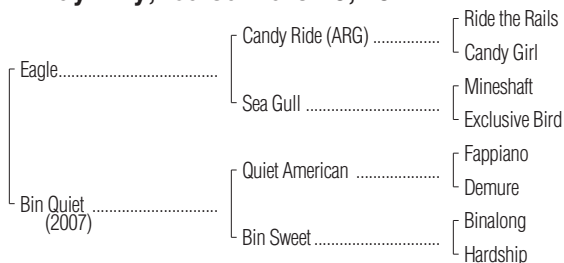 Ride the Rails
Candy Ride (ARG) ................
Candy Girl
Eagle......................................
Mineshaft
Sea Gull ................................
Exclusive Bird
Fappiano
Quiet American ....................
Demure
Bin Quiet ..............................
(2007)
Binalong
Bin Sweet ..............................
Hardship